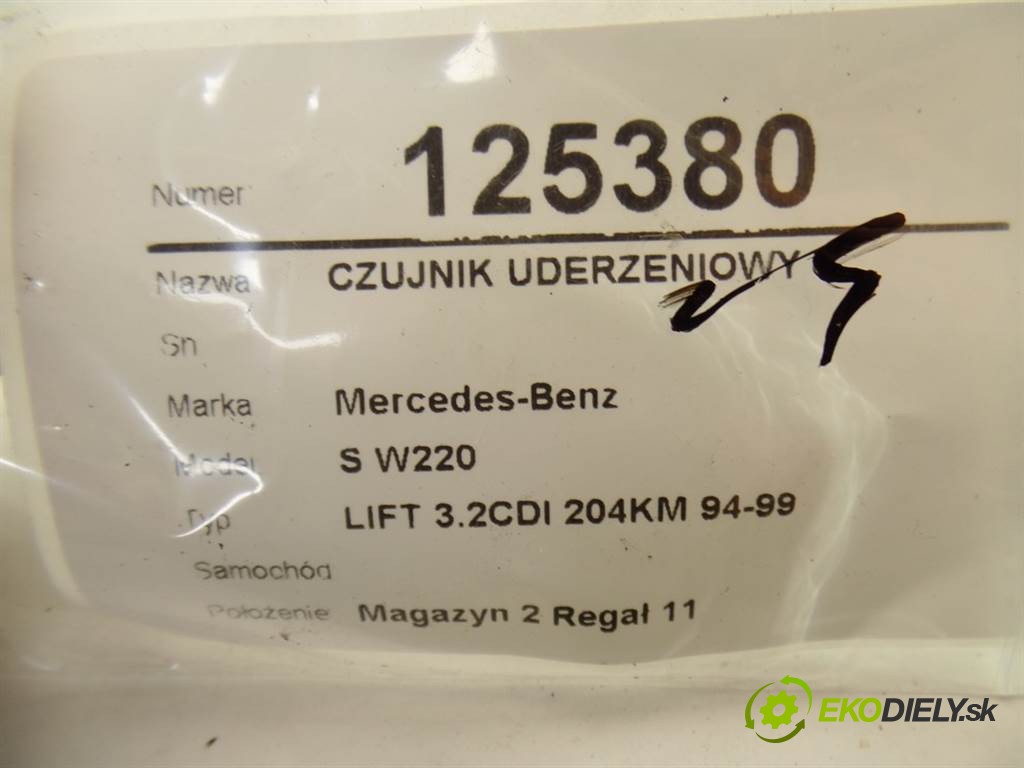 Numer 125380
Nazwa CZUJNIK UDERZENIOWY
Sn
Marka Mercedes-Benz
Model S W220
Typ LIFT 3.2CDI 204KM 94-99
Samochód
Położenie Magazyn 2 Regał 11
EKODIELY.sk